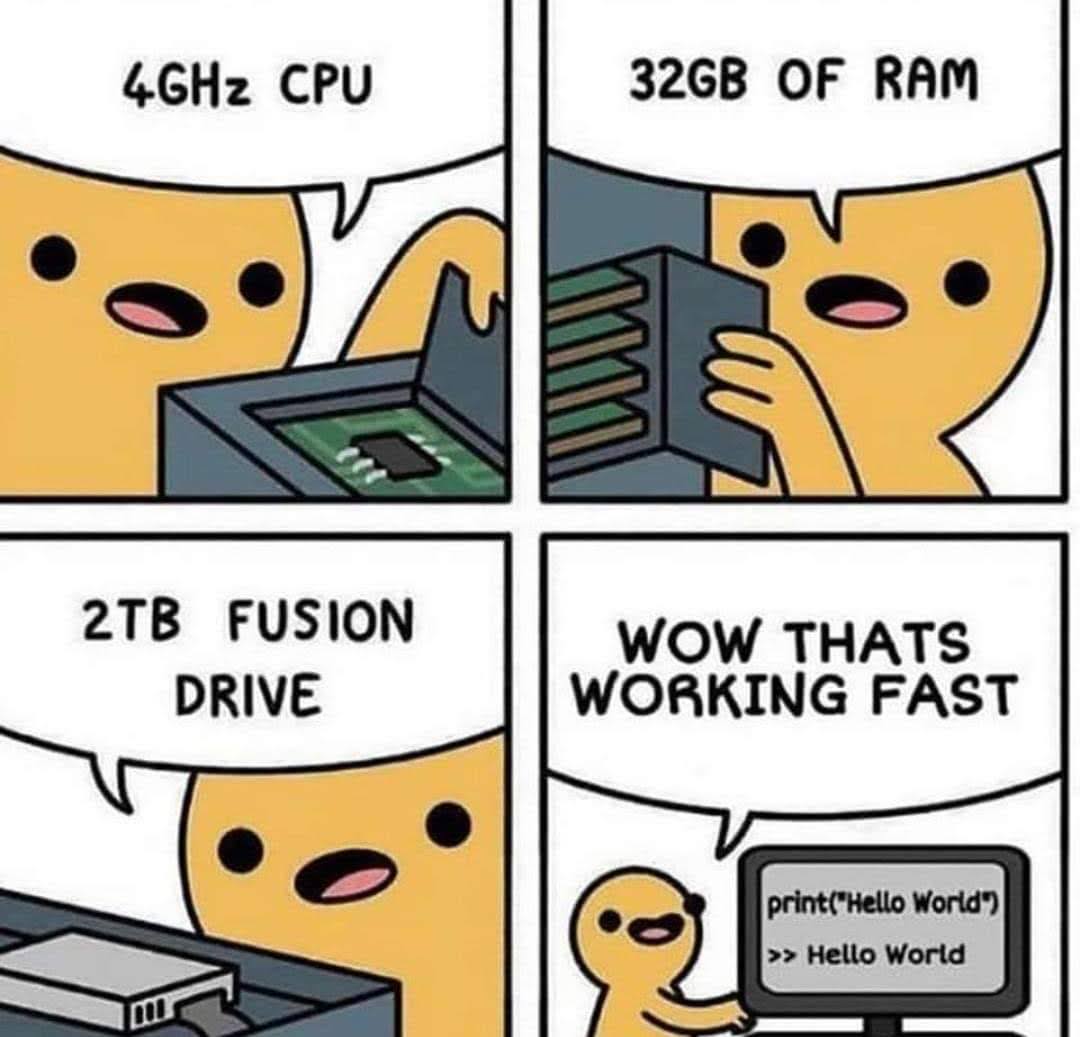 4GHz CPU
32GB OF RAM
2TB FUSION
DRIVE
WOW THATS
WORKING FAST
print("Hello World")
>> Hello World